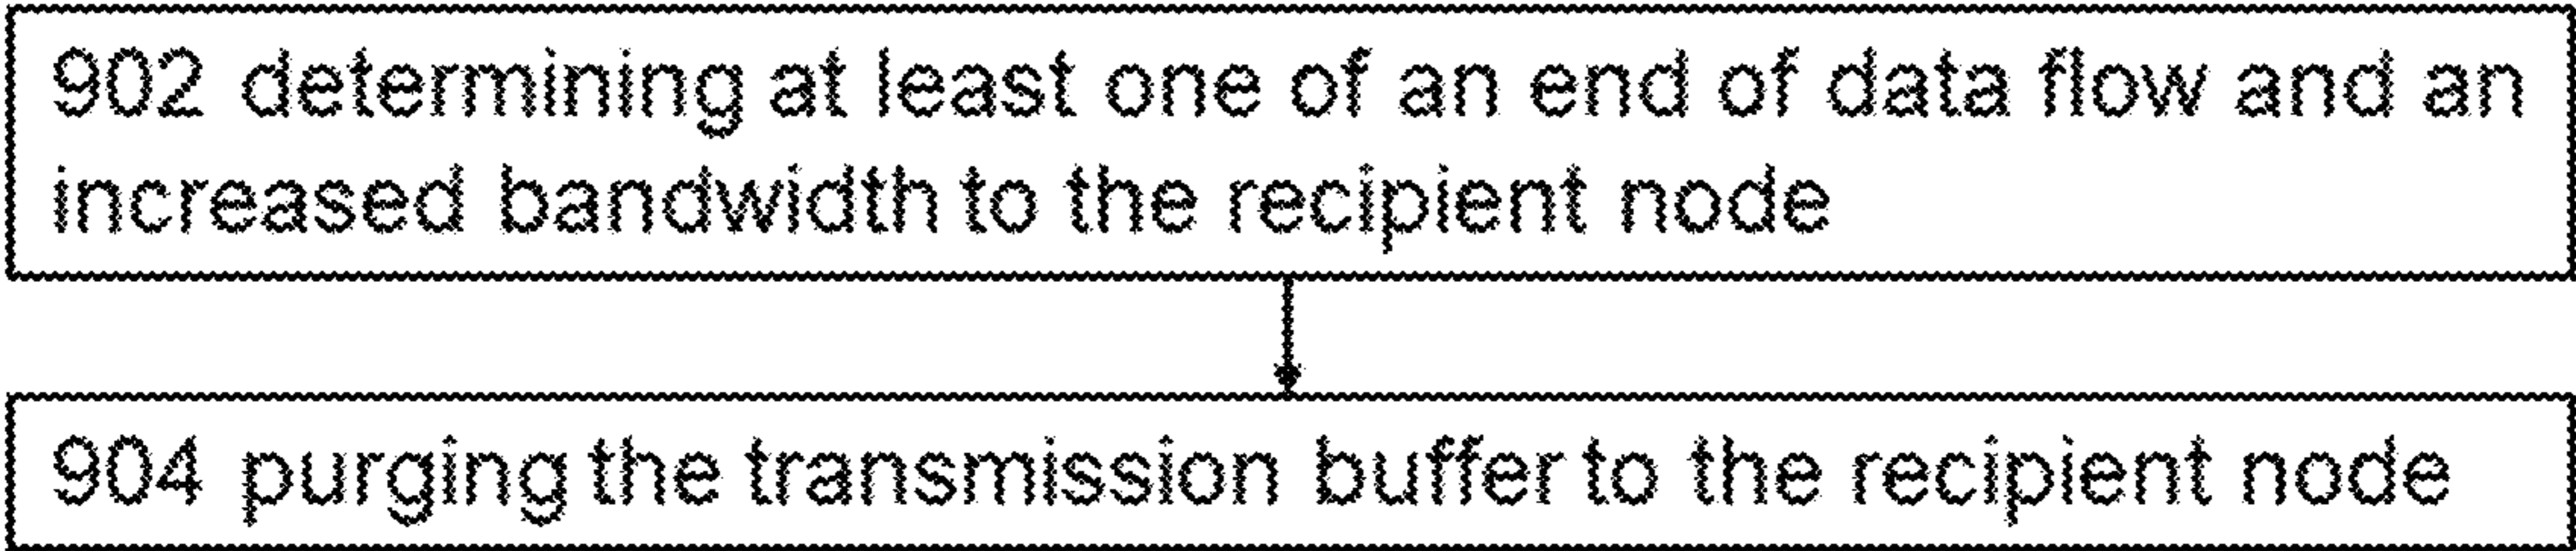 902 determining at least one of an end of data flow and an
increased bandwidth to the recipient node
904 purging the transmission buffer to the recipient node